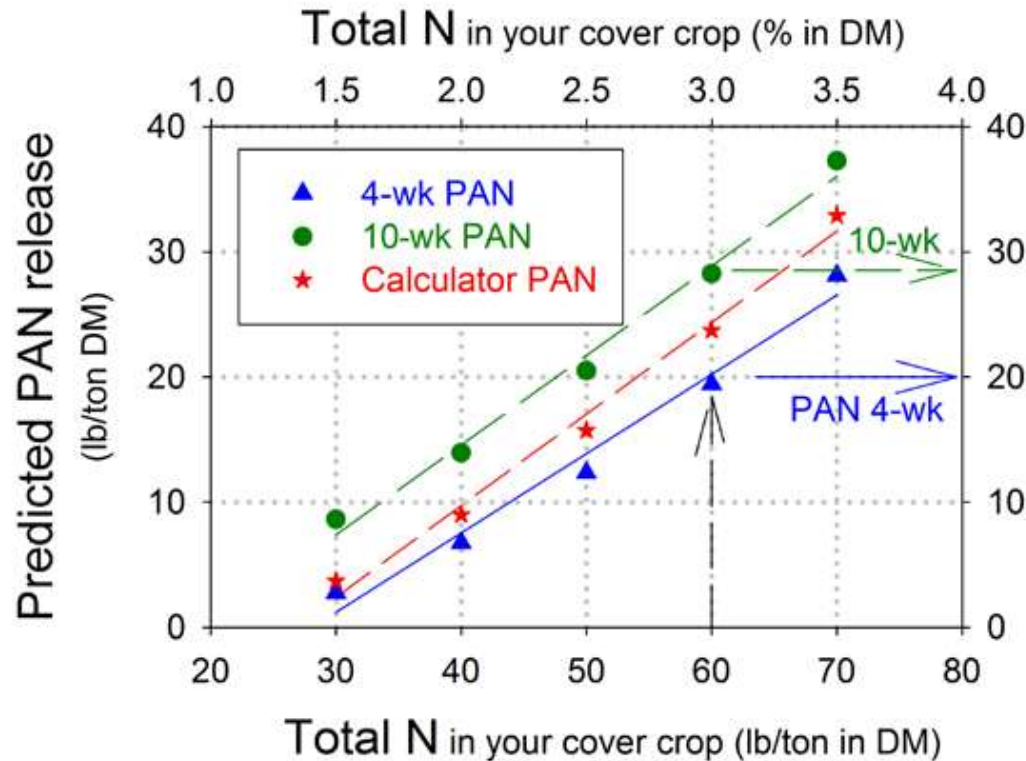 Total N in your cover crop (% in DM)
1.0 1.5 2.0 2.5 3.0 3.5 4.0
Predicted PAN release
(lb/ton DM)
40 40
4-wk PAN
10-wk PAN
Calculator PAN
30 30
10-wk
20 20
PAN 4-wk
10 10
0 0
20 30 40 50 60 70 80
Total N in your cover crop (lb/ton in DM)